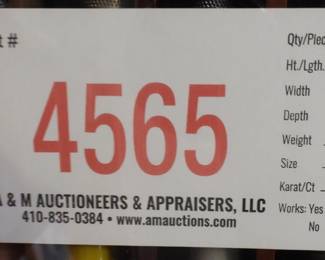 t #
4565
A & M AUCTIONEERS & APPRAISERS, LLC
410-835-0384 • www.amauctions.com
Qty/Piec
Ht./Lgth.
Width
Depth
Weight
Size
Karat/Ct
Works: Yes
No